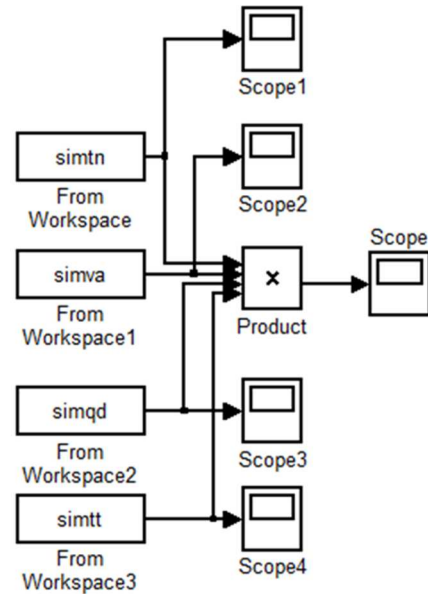 Scope1
simtn
From
Workspace
Scope2
Scope
simva
From
Workspace1
×
Product
simqd
From
Workspace2
Scope3
simtt
From
Workspace3
Scope4